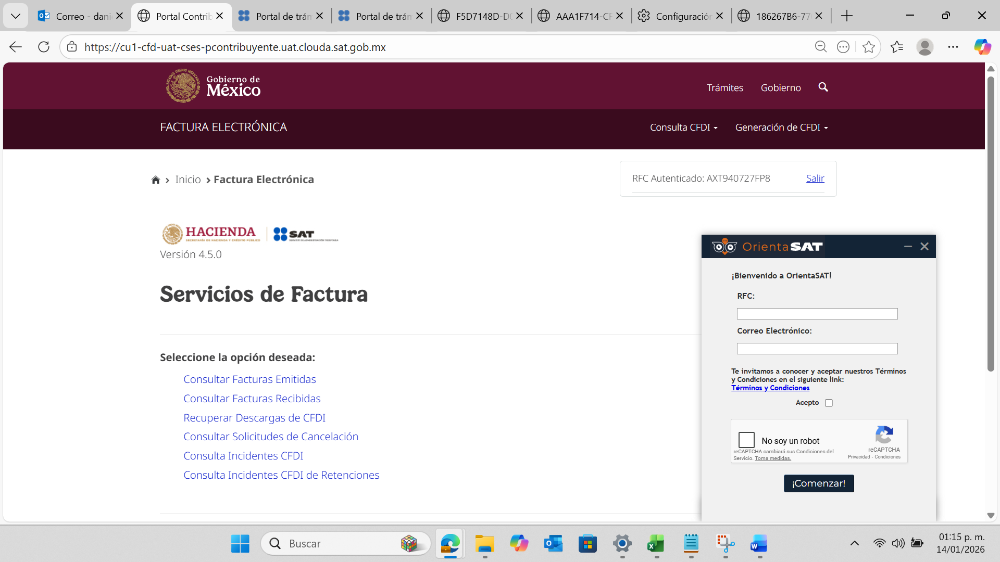 Correo - dani
Portal Contrib
Portal de trán
Portal de trán
F5D7148D-D0
AAA1F714-CF
Configuración
186267B6-77
https://cu1-cfd-uat-cses-pcontribuyente.uat.clouda.sat.gob.mx
Gobierno de
México
Trámites
Gobierno
FACTURA ELECTRÓNICA
Consulta CFDI
Generación de CFDI
Inicio
Factura Electrónica
RFC Autenticado: AXT940727FP8
Salir
HACIENDA
SECRETARÍA DE HACIENDA Y CRÉDITO PÚBLICO
SAT
SERVICIO DE ADMINISTRACIÓN TRIBUTARIA
Versión 4.5.0
Servicios de Factura
Seleccione la opción deseada:
Consultar Facturas Emitidas
Consultar Facturas Recibidas
Recuperar Descargas de CFDI
Consultar Solicitudes de Cancelación
Consulta Incidentes CFDI
Consulta Incidentes CFDI de Retenciones
OrientaSAT
¡Bienvenido a OrientaSAT!
RFC:
Correo Electrónico:
Te invitamos a conocer y aceptar nuestros Términos
y Condiciones en el siguiente link:
Términos y Condiciones
Acepto
No soy un robot
reCAPTCHA cambiará sus Condiciones del
Servicio. Toma medidas.
reCAPTCHA
Privacidad - Condiciones
¡Comenzar!
Buscar
01:15 p. m.
14/01/2026